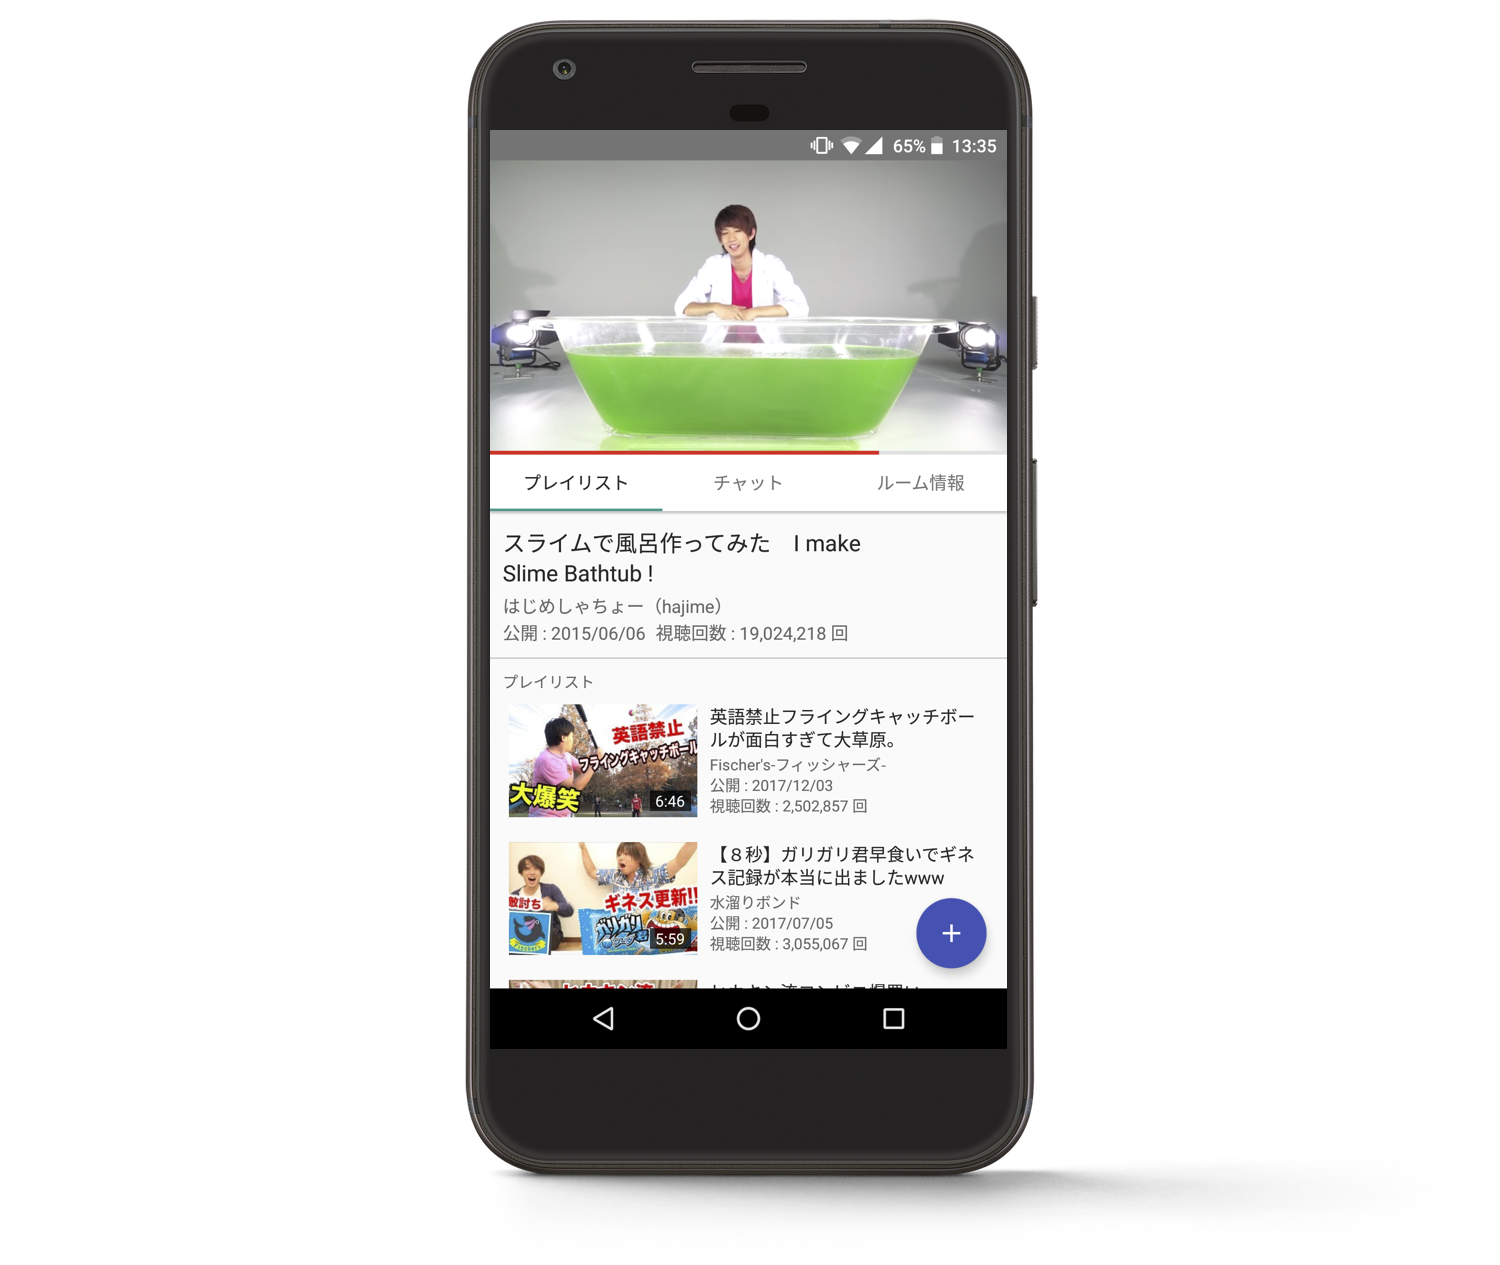 65% 13:35
プレイリスト チャット ルーム情報
スライムで風呂作ってみた　I make
Slime Bathtub !
はじめしゃちょー（hajime）
公開 : 2015/06/06 視聴回数 : 19,024,218 回
プレイリスト
英語禁止
フライングキャッチボール
大爆笑
6:46
英語禁止フライングキャッチボー
ルが面白すぎて大草原。
Fischer's-フィッシャーズ-
公開 : 2017/12/03
視聴回数 : 2,502,857 回
敵討ち
ギネス更新!!
ガリガリ
5:59
【８秒】ガリガリ君早食いでギネ
ス記録が本当に出ましたwww
水溜りボンド
公開 : 2017/07/05
視聴回数 : 3,055,067 回